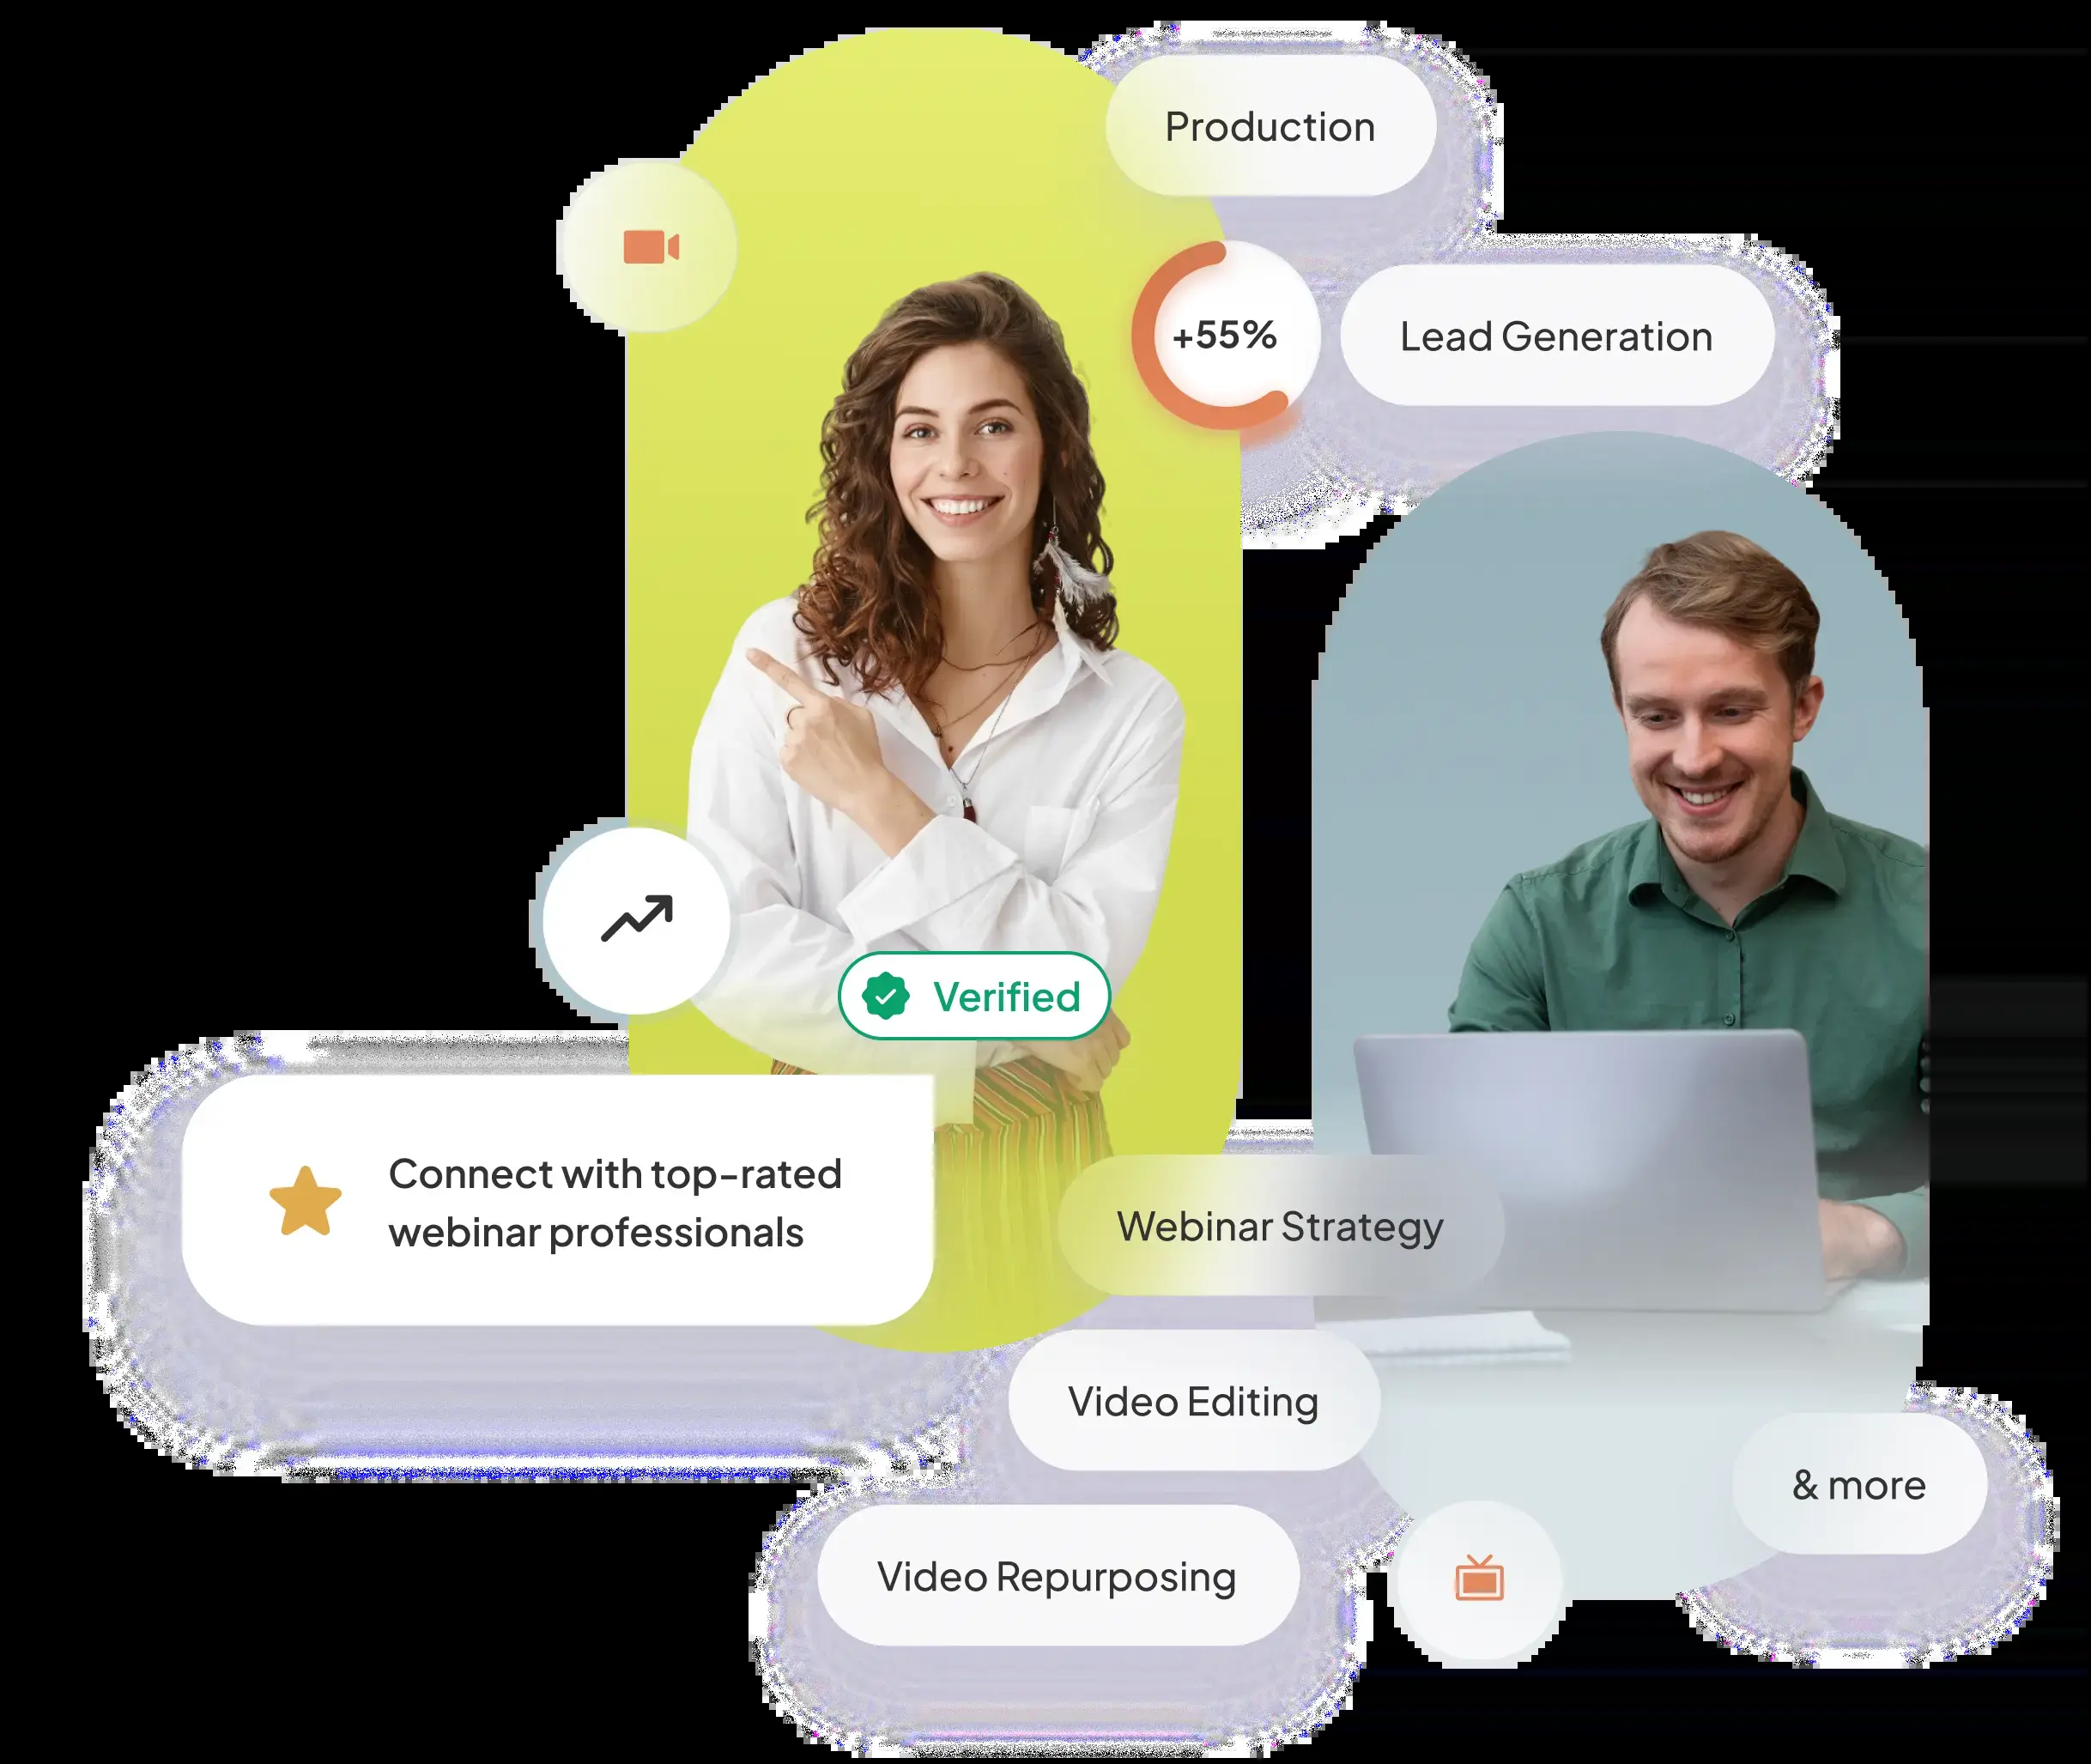 Production
+55%
Lead Generation
Verified
Connect with top-rated
webinar professionals
Webinar Strategy
Video Editing
& more
Video Repurposing